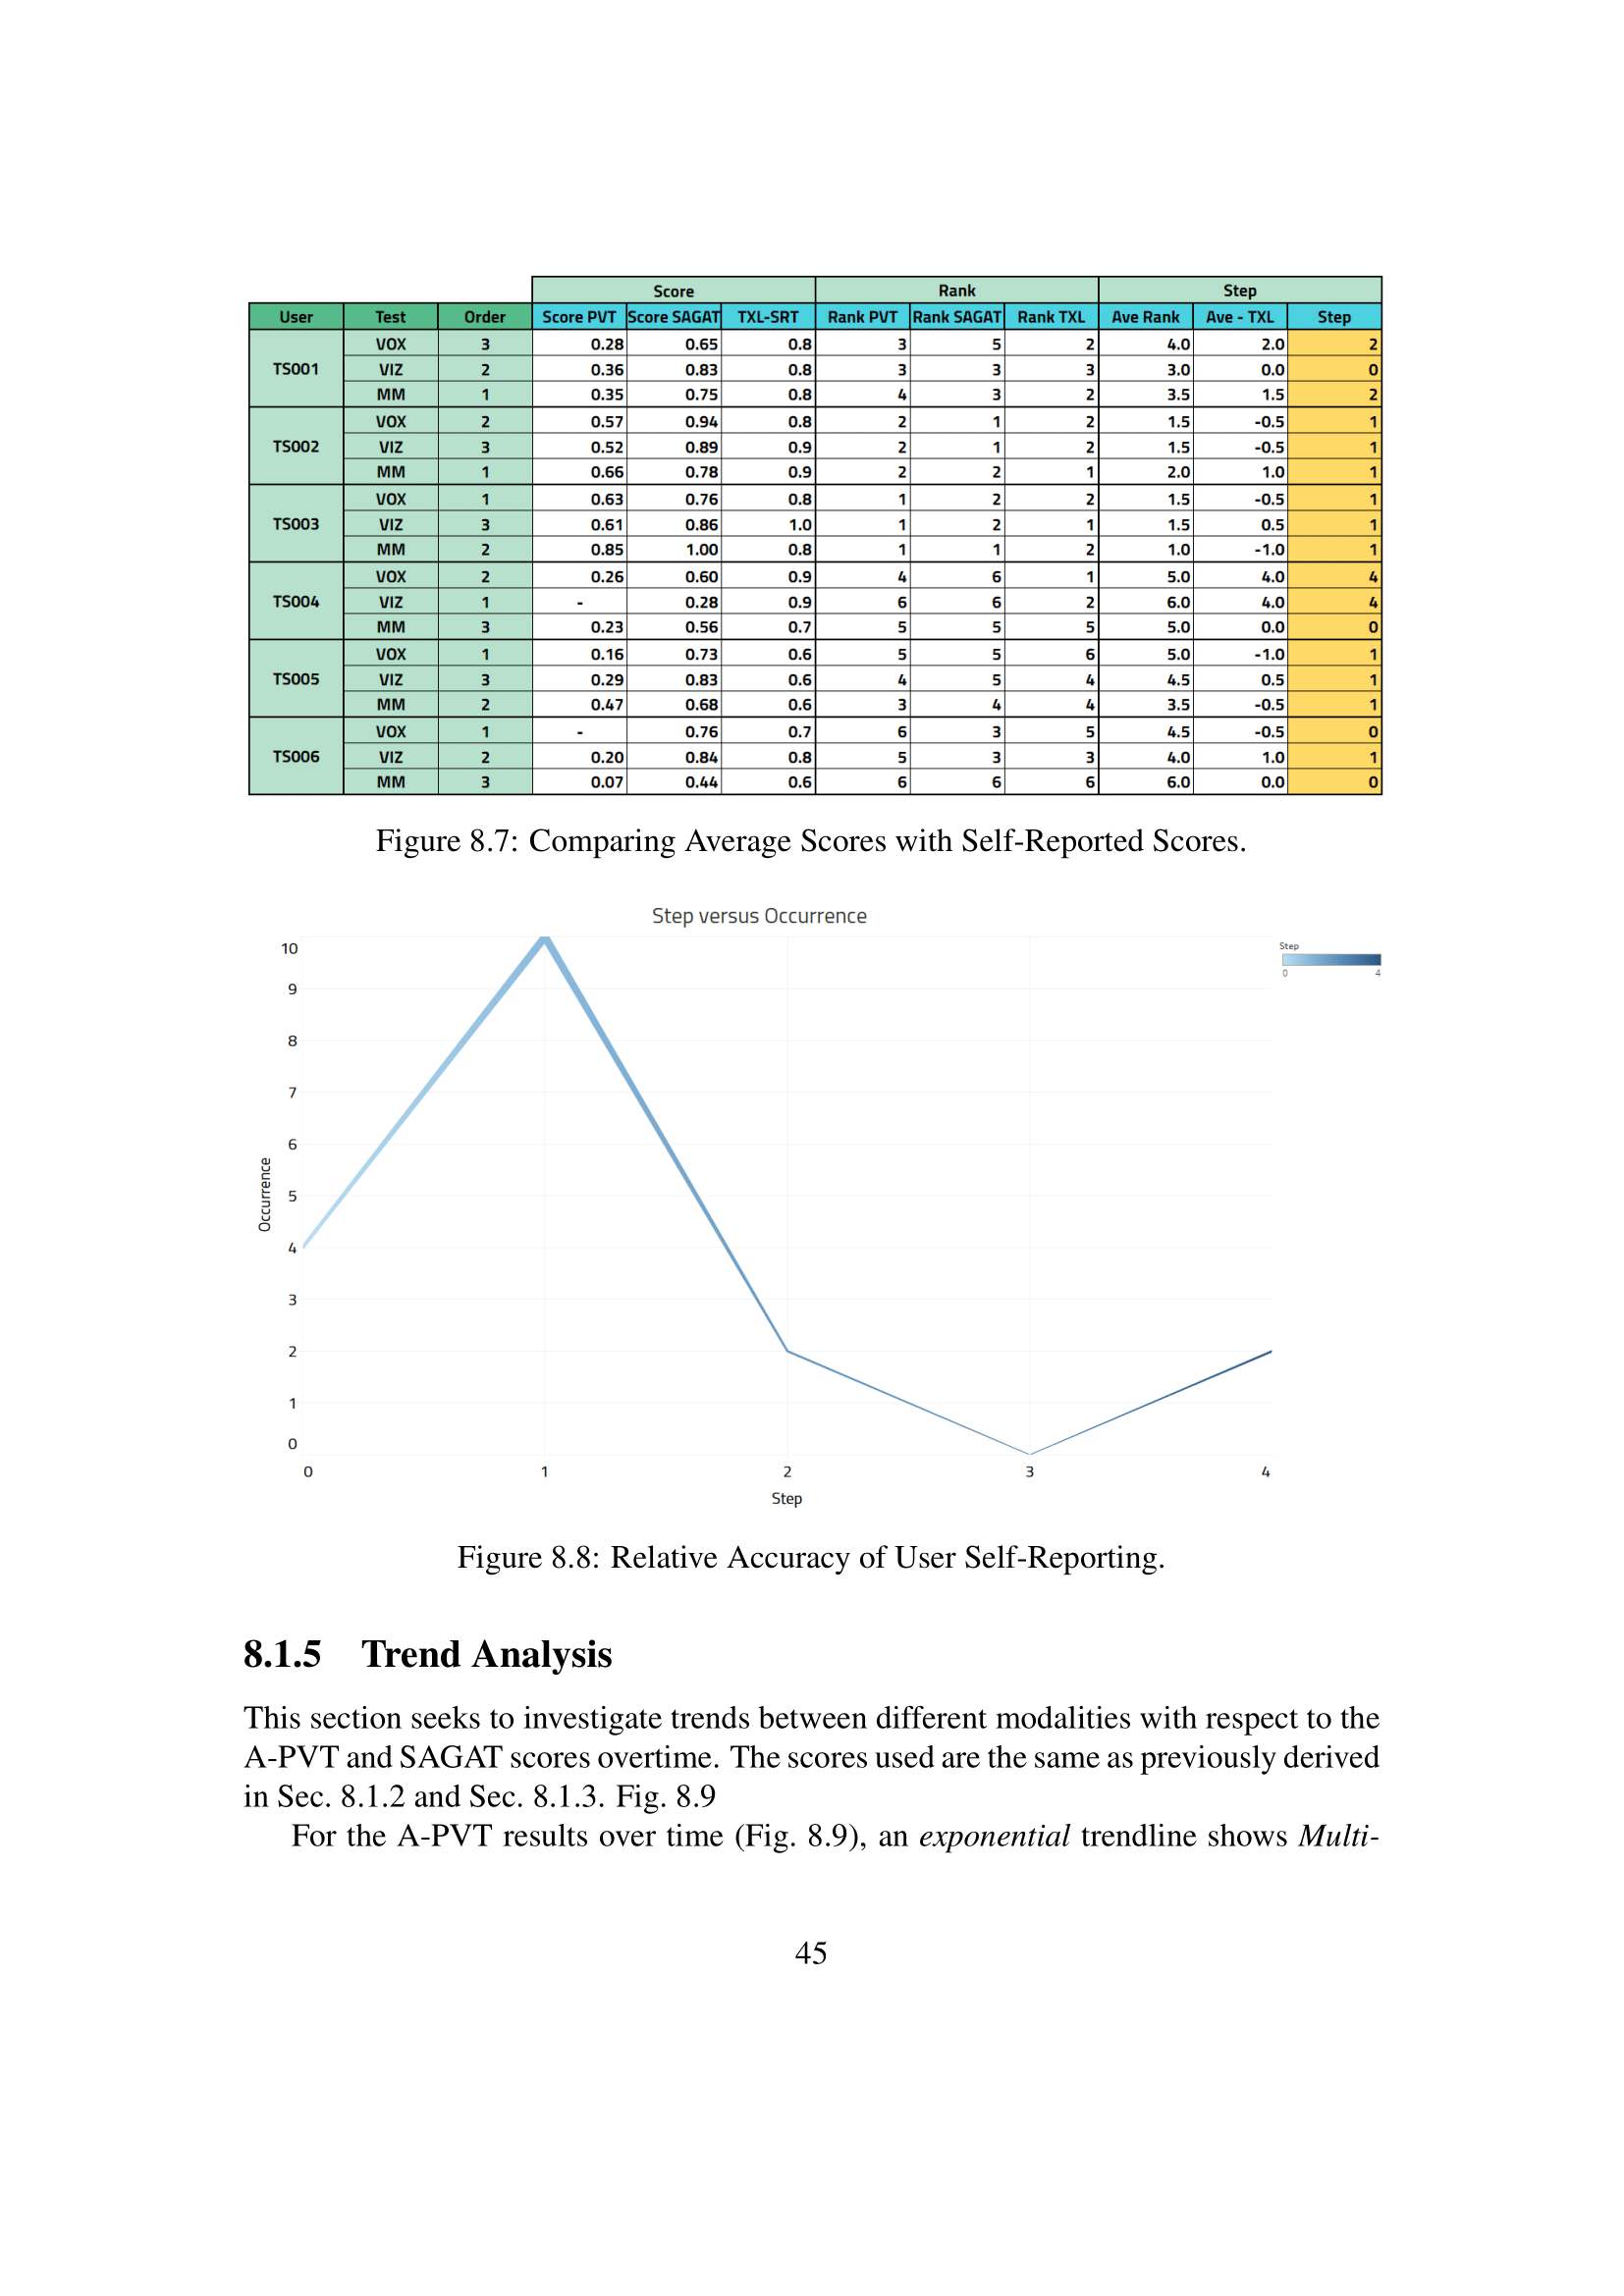 Score Rank Step
User Test Order Score PVT Score SAGAT TXL-SRT Rank PVT Rank SAGAT Rank TXL Ave Rank Ave - TXL Step
TS001 VOX 3 0.28 0.65 0.8 3 5 2 4.0 2.0 2
VIZ 2 0.36 0.83 0.8 3 3 3 3.0 0.0 0
MM 1 0.35 0.75 0.8 4 3 2 3.5 1.5 2
TS002 VOX 2 0.57 0.94 0.8 2 1 2 1.5 -0.5 1
VIZ 3 0.52 0.89 0.9 2 1 2 1.5 -0.5 1
MM 1 0.66 0.78 0.9 2 2 1 2.0 1.0 1
TS003 VOX 1 0.63 0.76 0.8 1 2 2 1.5 -0.5 1
VIZ 3 0.61 0.86 1.0 1 2 1 1.5 0.5 1
MM 2 0.85 1.00 0.8 1 1 2 1.0 -1.0 1
TS004 VOX 2 0.26 0.60 0.9 4 6 1 5.0 4.0 4
VIZ 1 - 0.28 0.9 6 6 2 6.0 4.0 4
MM 3 0.23 0.56 0.7 5 5 5 5.0 0.0 0
TS005 VOX 1 0.16 0.73 0.6 5 5 6 5.0 -1.0 1
VIZ 3 0.29 0.83 0.6 4 5 4 4.5 0.5 1
MM 2 0.47 0.68 0.6 3 4 4 3.5 -0.5 1
TS006 VOX 1 - 0.76 0.7 6 3 5 4.5 -0.5 0
VIZ 2 0.20 0.84 0.8 5 3 3 4.0 1.0 1
MM 3 0.07 0.44 0.6 6 6 6 6.0 0.0 0
Figure 8.7: Comparing Average Scores with Self-Reported Scores.
Step versus Occurrence
Step
0 4
10
9
8
7
6
5
4
3
2
1
0
Occurrence
0 1 2 3 4
Step
Figure 8.8: Relative Accuracy of User Self-Reporting.
8.1.5 Trend Analysis
This section seeks to investigate trends between different modalities with respect to the
A-PVT and SAGAT scores overtime. The scores used are the same as previously derived
in Sec. 8.1.2 and Sec. 8.1.3. Fig. 8.9
For the A-PVT results over time (Fig. 8.9), an exponential trendline shows Multi-
45